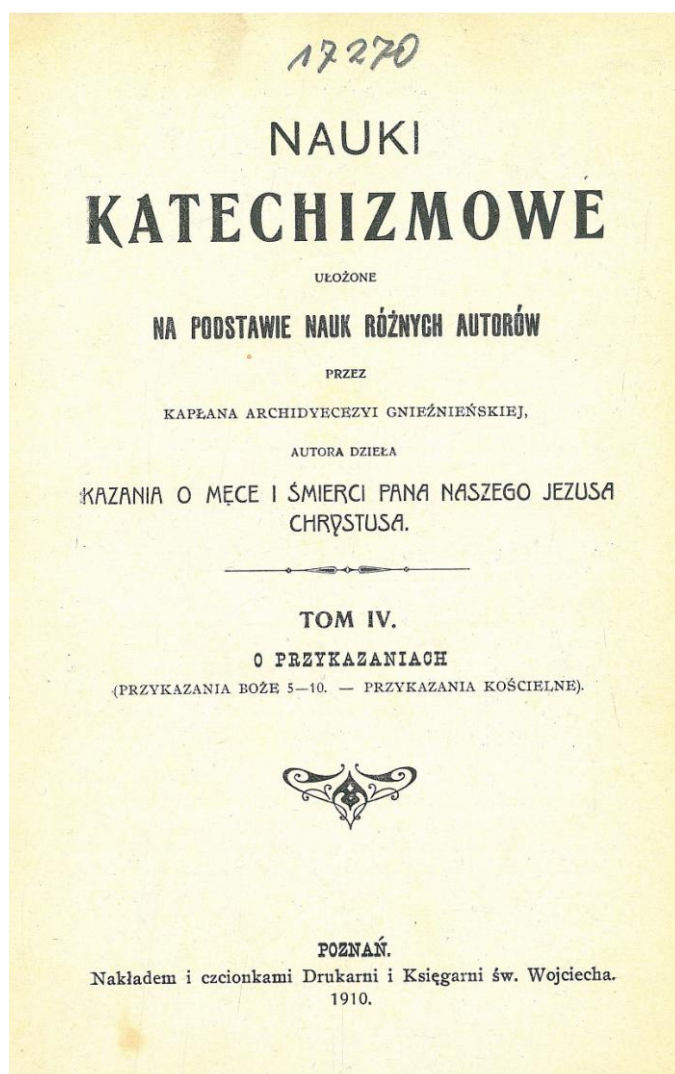 17270
NAUKI
KATECHIZMOWE
UŁOŻONE
NA PODSTAWIE NAUK RÓŻNYCH AUTORÓW
PRZEZ
KAPŁANA ARCHIDYECEZYI GNIEŹNIEŃSKIEJ,
AUTORA DZIEŁA
KAZANIA O MĘCE I ŚMIERCI PANA NASZEGO JEZUSA
CHRYSTUSA.
TOM IV.
O PRZYKAZANIACH
(PRZYKAZANIA BOŻE 5—10. — PRZYKAZANIA KOŚCIELNE).
POZNAŃ.
Nakładem i czcionkami Drukarni i Księgarni św. Wojciecha.
1910.